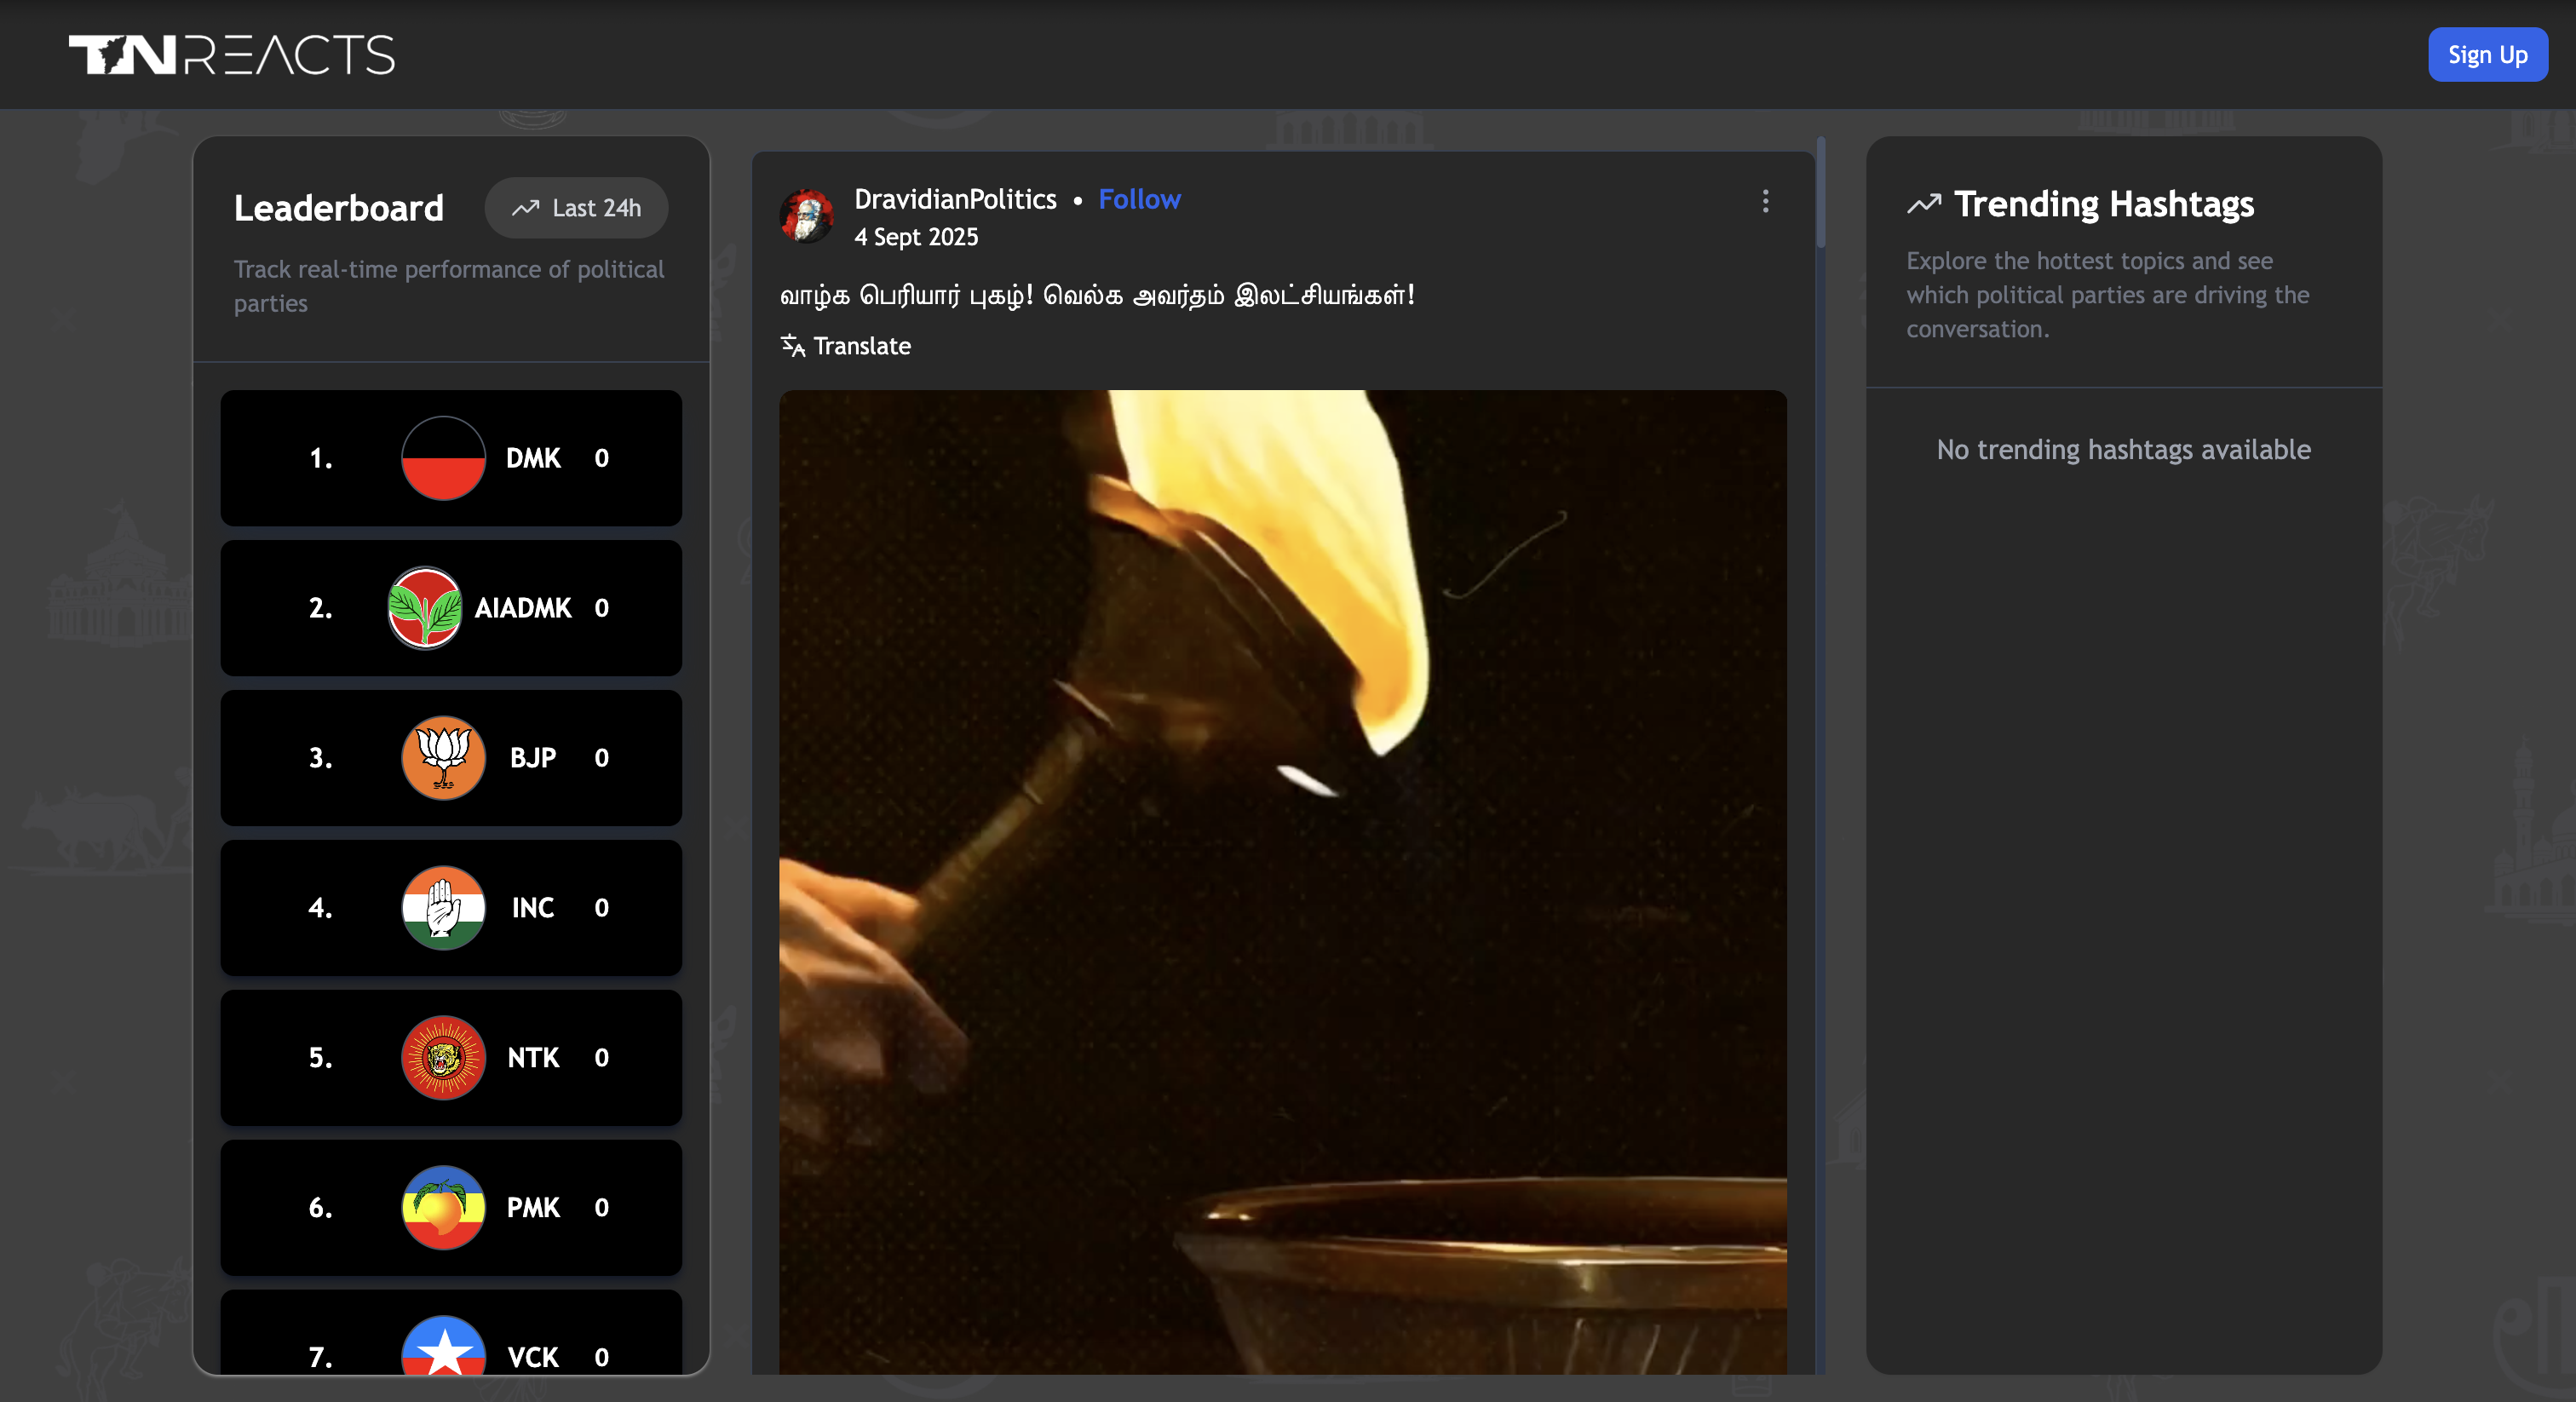 TNREACTS
Sign Up
Leaderboard
Last 24h
Track real-time performance of political
parties
1. DMK 0
2. AIADMK 0
3. BJP 0
4. INC 0
5. NTK 0
6. PMK 0
7. VCK 0
DravidianPolitics • Follow
4 Sept 2025
வாழ்க பெரியார் புகழ்! வெல்க அவர்தம் இலட்சியங்கள்!
Translate
Trending Hashtags
Explore the hottest topics and see
which political parties are driving the
conversation.
No trending hashtags available